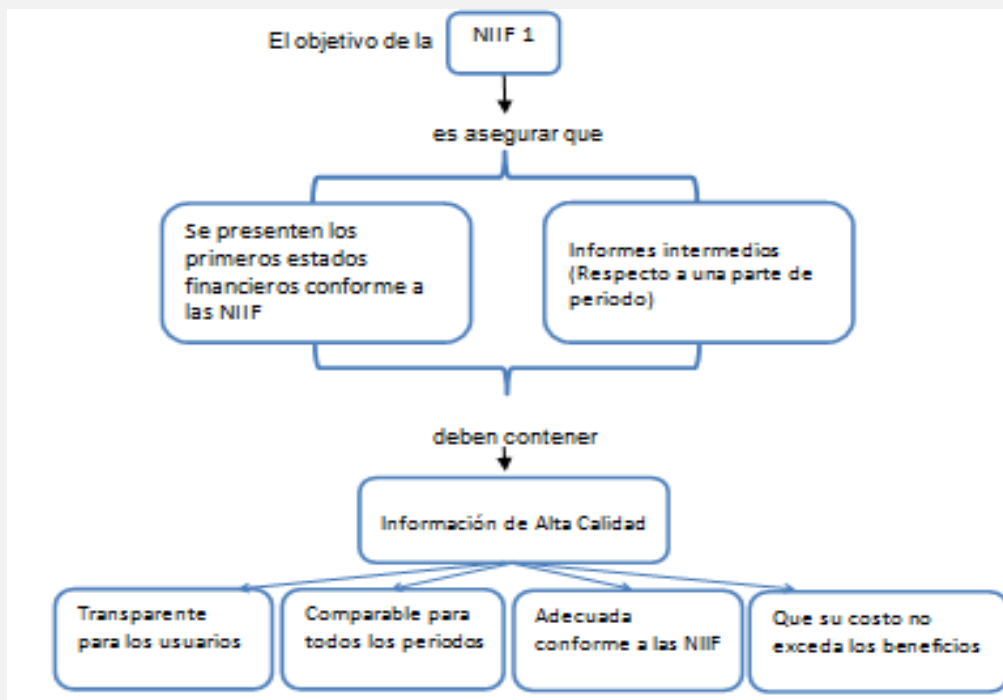 El objetivo de la NIIF 1
es asegurar que
Se presenten los
primeros estados
financieros conforme a
las NIIF
Informes intermedios
(Respecto a una parte de
periodo)
deben contener
Información de Alta Calidad
Transparente
para los usuarios
Comparable para
todos los periodos
Adecuada
conforme a las NIIF
Que su costo no
exceda los beneficios